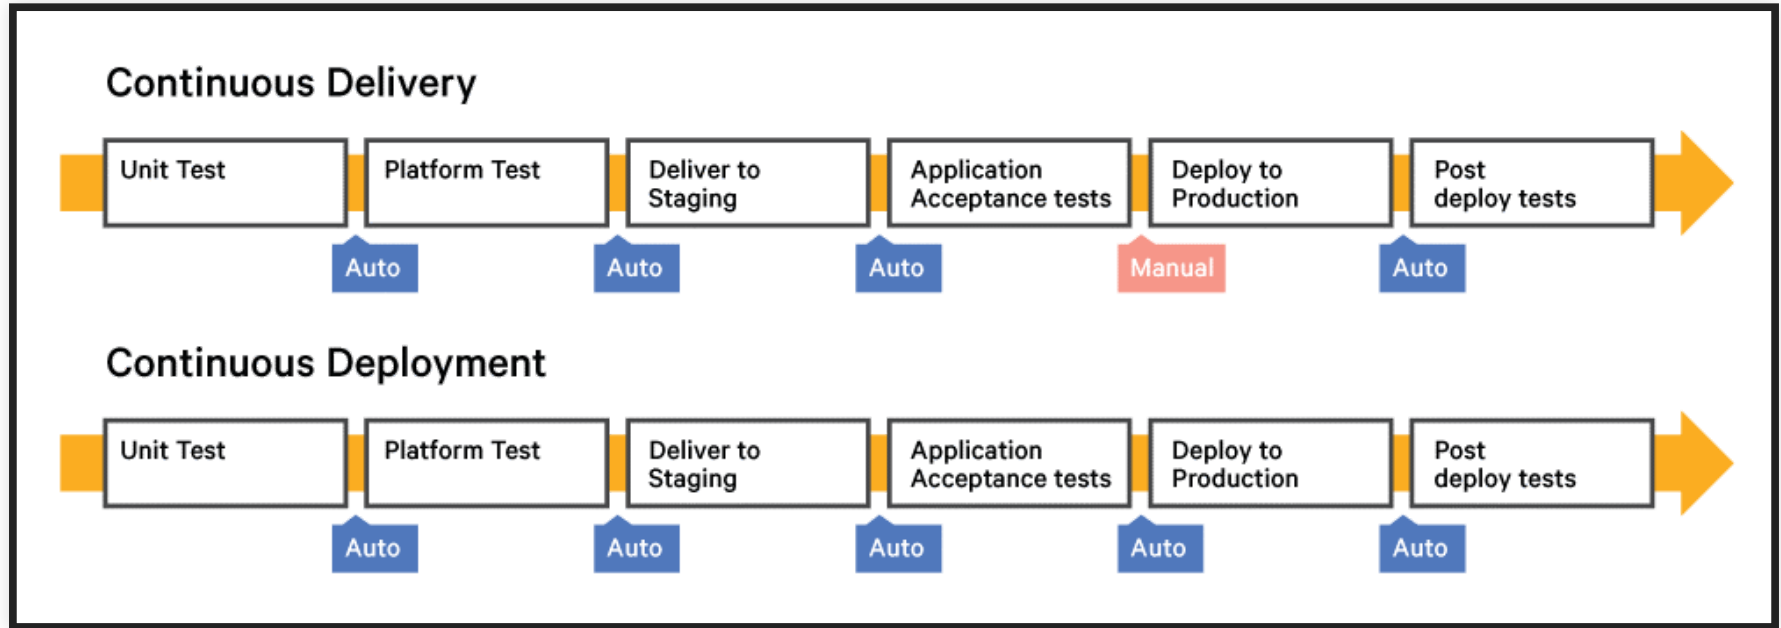 Continuous Delivery
Unit Test
Platform Test
Deliver to
Staging
Application
Acceptance tests
Deploy to
Production
Post
deploy tests
Auto
Auto
Auto
Manual
Auto
Continuous Deployment
Unit Test
Platform Test
Deliver to
Staging
Application
Acceptance tests
Deploy to
Production
Post
deploy tests
Auto
Auto
Auto
Auto
Auto